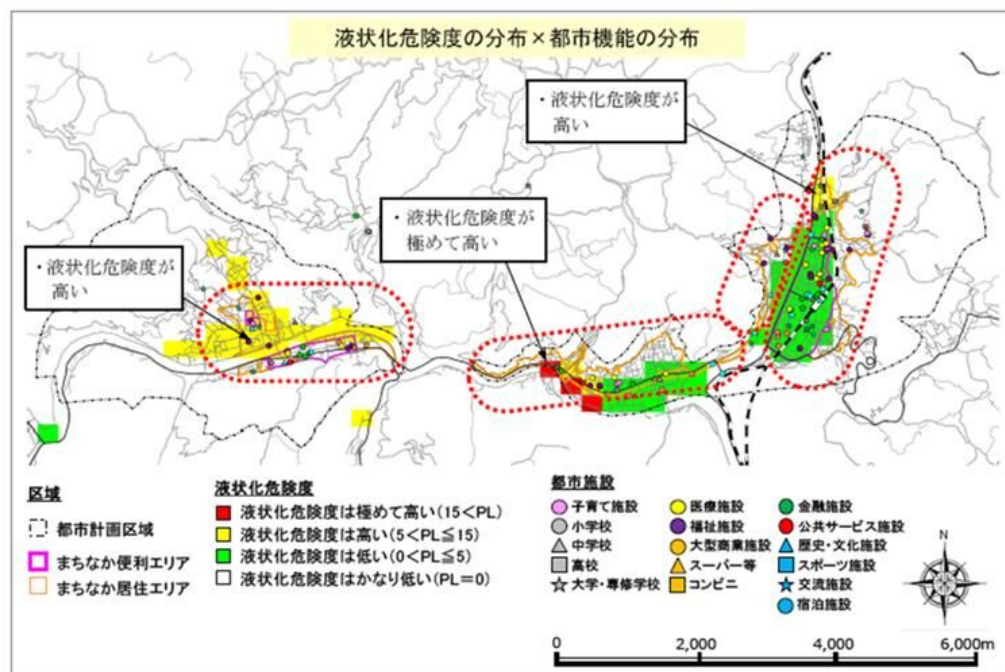 液状化危険度の分布×都市機能の分布
・液状化危険度が
高い
・液状化危険度が
極めて高い
・液状化危険度が
高い
区域
都市計画区域
まちなか便利エリア
まちなか居住エリア
液状化危険度
液状化危険度は極めて高い(15<PL)
液状化危険度は高い(5<PL≦15)
液状化危険度は低い(0<PL≦5)
液状化危険度はかなり低い(PL=0)
都市施設
子育て施設
小学校
中学校
高校
大学・専修学校
医療施設
福祉施設
大型商業施設
スーパー等
コンビニ
金融施設
公共サービス施設
歴史・文化施設
スポーツ施設
交流施設
宿泊施設
N
0 2,000 4,000 6,000m